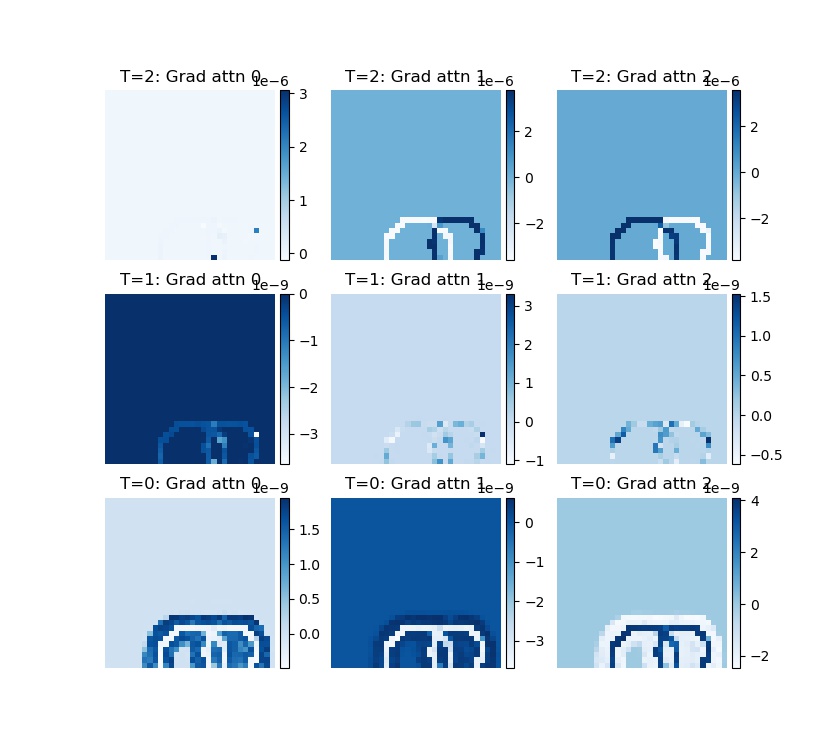 T=2: Grad attn 0
1e−6
T=2: Grad attn 1
1e−6
T=2: Grad attn 2
1e−6
3
2
1
0
2
0
−2
2
0
−2
T=1: Grad attn 0
1e−9
T=1: Grad attn 1
1e−9
T=1: Grad attn 2
1e−9
0
−1
−2
−3
3
2
1
0
−1
1.5
1.0
0.5
0.0
−0.5
T=0: Grad attn 0
1e−9
T=0: Grad attn 1
1e−9
T=0: Grad attn 2
1e−9
1.5
1.0
0.5
0.0
0
−1
−2
−3
4
2
0
−2